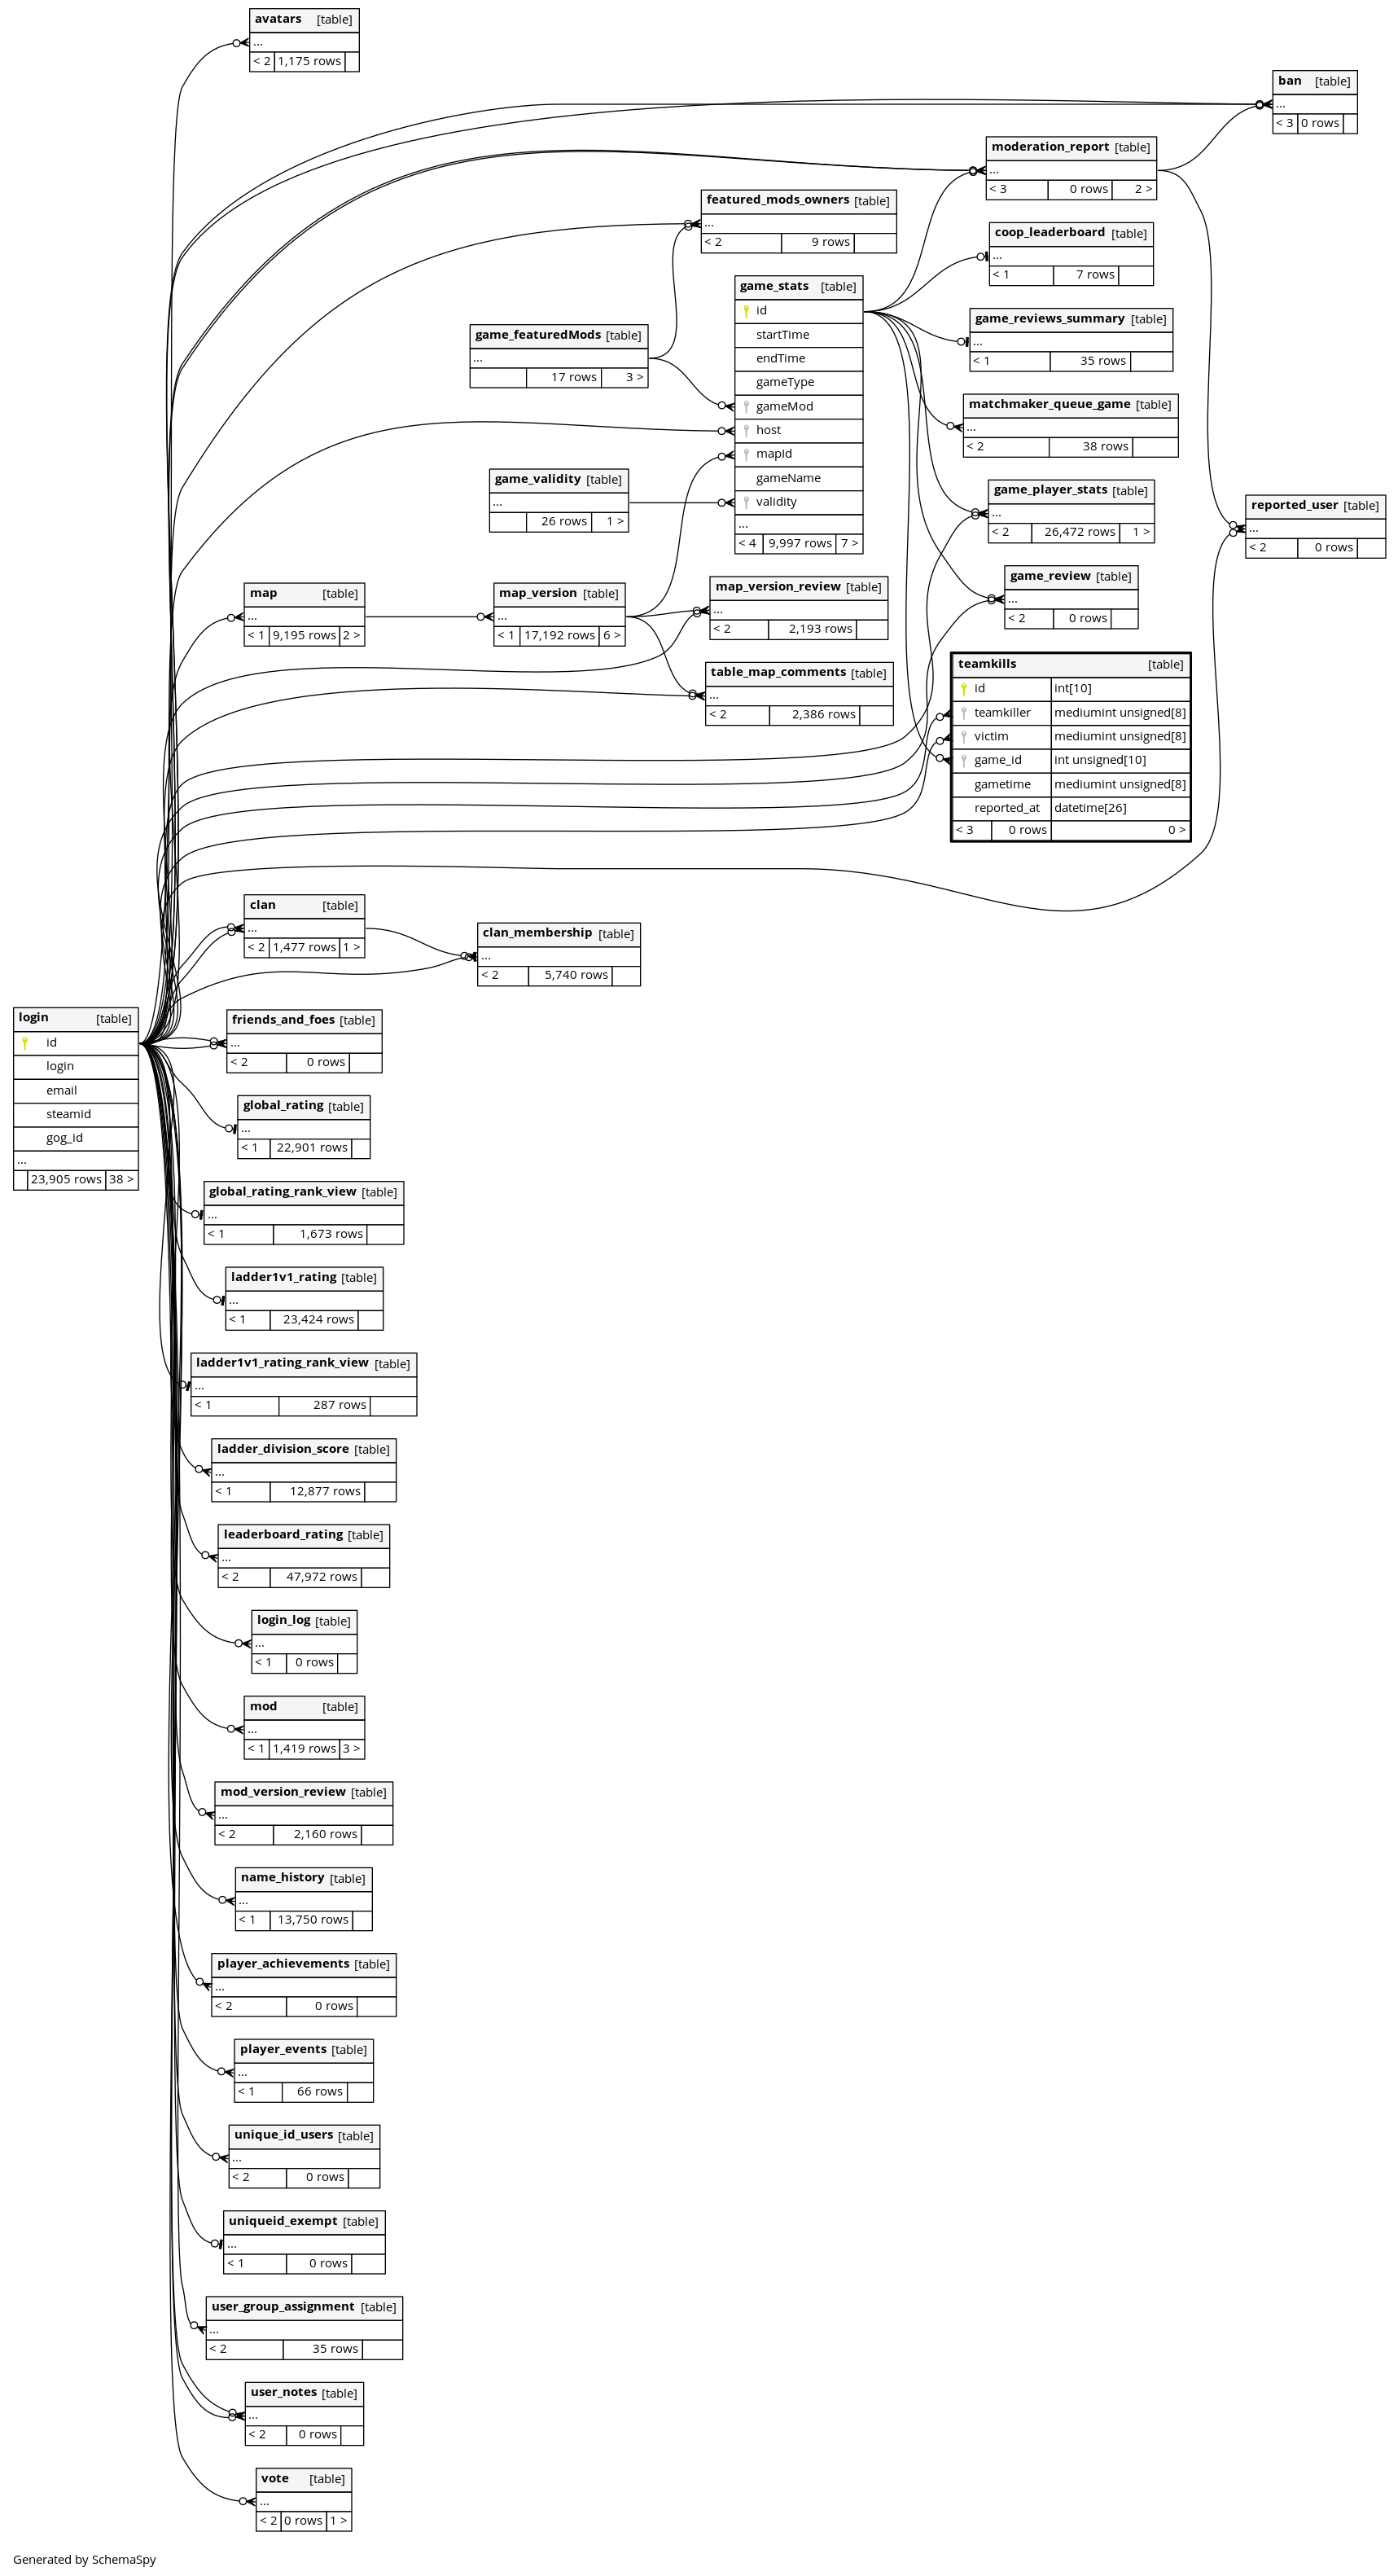 avatars [table]
...
< 2 1,175 rows
ban [table]
...
< 3 0 rows
moderation_report [table]
...
< 3 0 rows 2 >
featured_mods_owners [table]
...
< 2 9 rows
coop_leaderboard [table]
...
< 1 7 rows
game_stats [table]
id
startTime
endTime
gameType
gameMod
host
mapId
gameName
validity
...
< 4 9,997 rows 7 >
game_reviews_summary [table]
...
< 1 35 rows
game_featuredMods [table]
...
17 rows 3 >
matchmaker_queue_game [table]
...
< 2 38 rows
game_validity [table]
...
26 rows 1 >
game_player_stats [table]
...
< 2 26,472 rows 1 >
reported_user [table]
...
< 2 0 rows
game_review [table]
...
< 2 0 rows
map [table]
...
< 1 9,195 rows 2 >
map_version [table]
...
< 1 17,192 rows 6 >
map_version_review [table]
...
< 2 2,193 rows
table_map_comments [table]
...
< 2 2,386 rows
teamkills [table]
id int[10]
teamkiller mediumint unsigned[8]
victim mediumint unsigned[8]
game_id int unsigned[10]
gametime mediumint unsigned[8]
reported_at datetime[26]
< 3 0 rows 0 >
clan [table]
...
< 2 1,477 rows 1 >
clan_membership [table]
...
< 2 5,740 rows
login [table]
id
login
email
steamid
gog_id
...
23,905 rows 38 >
friends_and_foes [table]
...
< 2 0 rows
global_rating [table]
...
< 1 22,901 rows
global_rating_rank_view [table]
...
< 1 1,673 rows
ladder1v1_rating [table]
...
< 1 23,424 rows
ladder1v1_rating_rank_view [table]
...
< 1 287 rows
ladder_division_score [table]
...
< 1 12,877 rows
leaderboard_rating [table]
...
< 2 47,972 rows
login_log [table]
...
< 1 0 rows
mod [table]
...
< 1 1,419 rows 3 >
mod_version_review [table]
...
< 2 2,160 rows
name_history [table]
...
< 1 13,750 rows
player_achievements [table]
...
< 2 0 rows
player_events [table]
...
< 1 66 rows
unique_id_users [table]
...
< 2 0 rows
uniqueid_exempt [table]
...
< 1 0 rows
user_group_assignment [table]
...
< 2 35 rows
user_notes [table]
...
< 2 0 rows
vote [table]
...
< 2 0 rows 1 >
Generated by SchemaSpy